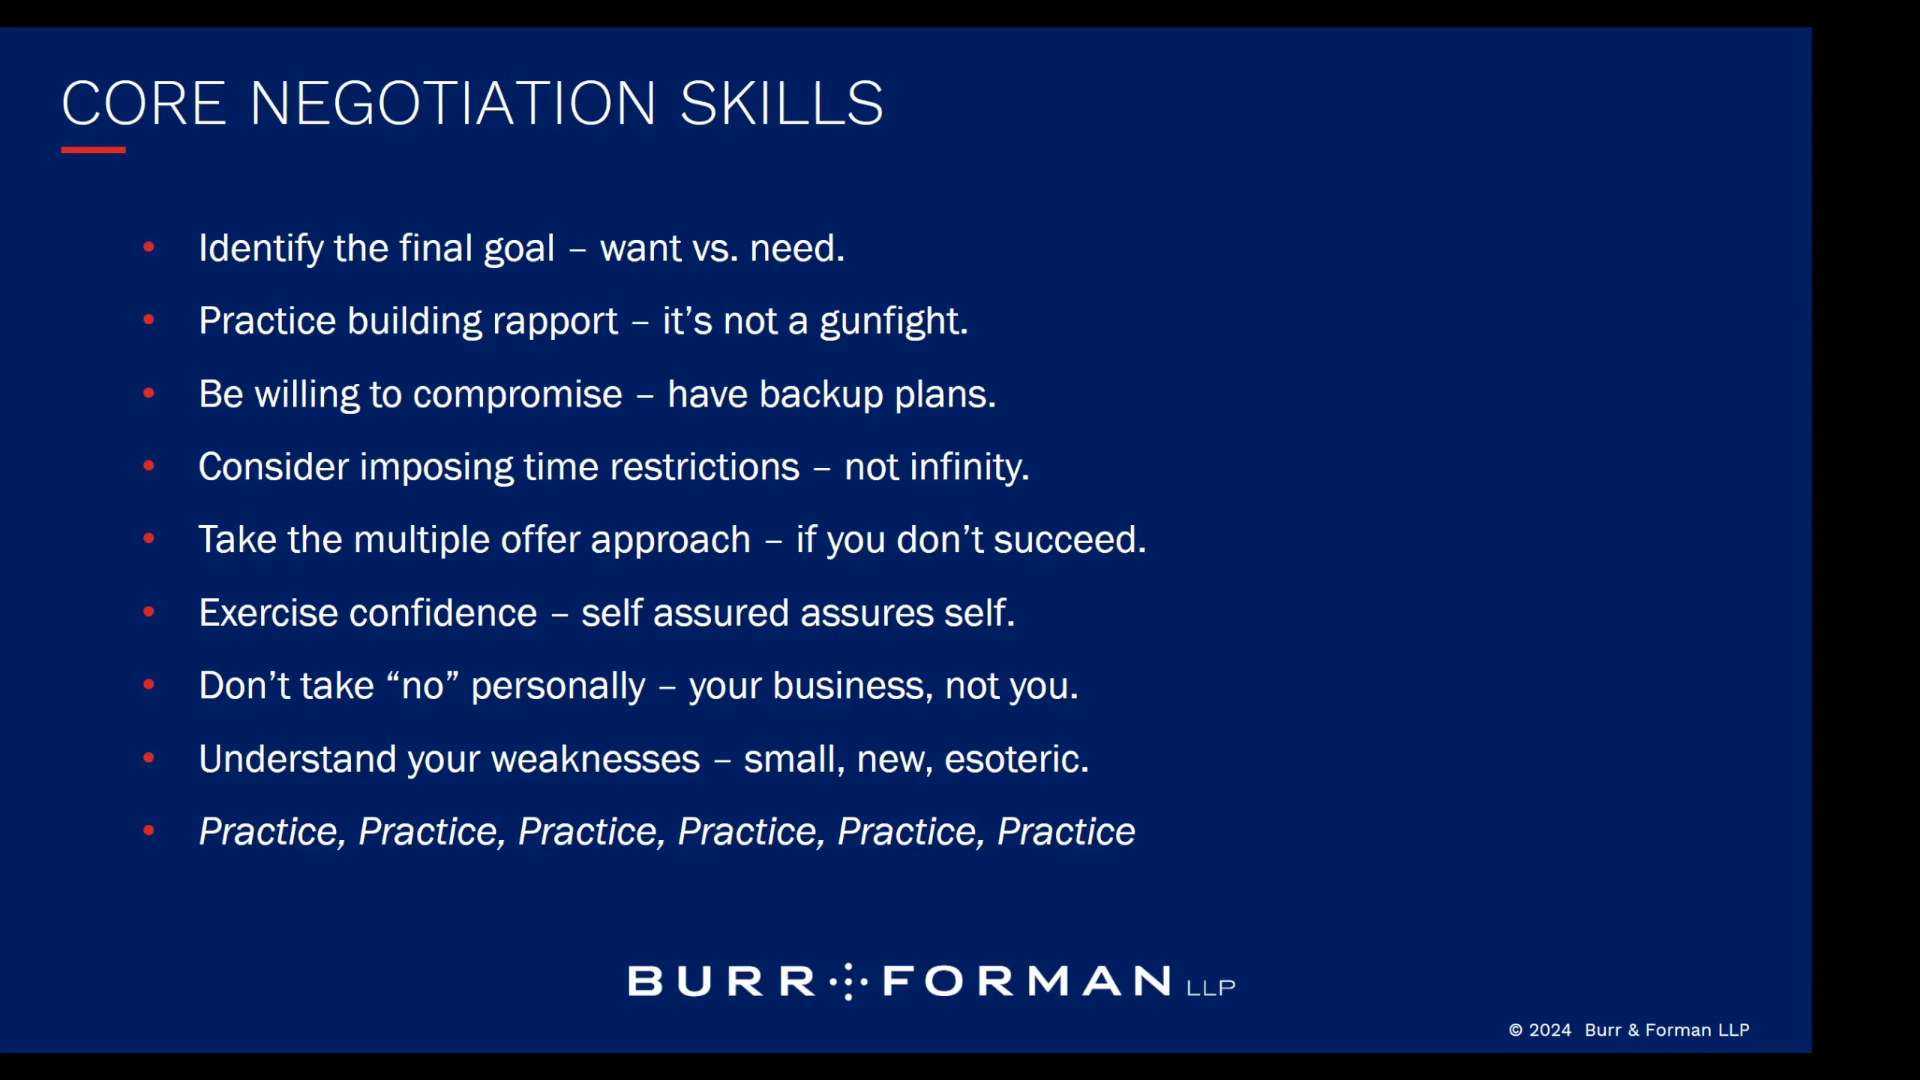 CORE NEGOTIATION SKILLS
• Identify the final goal – want vs. need.
• Practice building rapport – it’s not a gunfight.
• Be willing to compromise – have backup plans.
• Consider imposing time restrictions – not infinity.
• Take the multiple offer approach – if you don’t succeed.
• Exercise confidence – self assured assures self.
• Don’t take “no” personally – your business, not you.
• Understand your weaknesses – small, new, esoteric.
• Practice, Practice, Practice, Practice, Practice, Practice
BURR FORMAN LLP
© 2024 Burr & Forman LLP